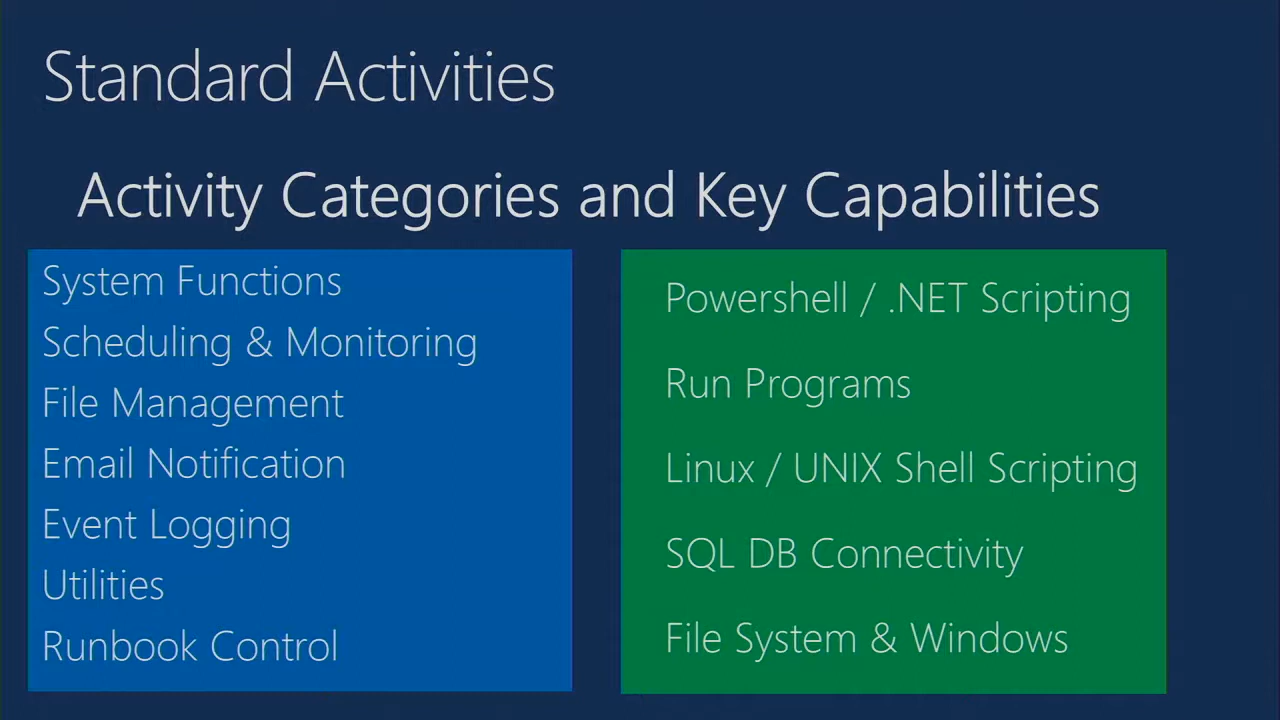 Standard Activities
Activity Categories and Key Capabilities
System Functions
Scheduling & Monitoring
File Management
Email Notification
Event Logging
Utilities
Runbook Control
Powershell / .NET Scripting
Run Programs
Linux / UNIX Shell Scripting
SQL DB Connectivity
File System & Windows